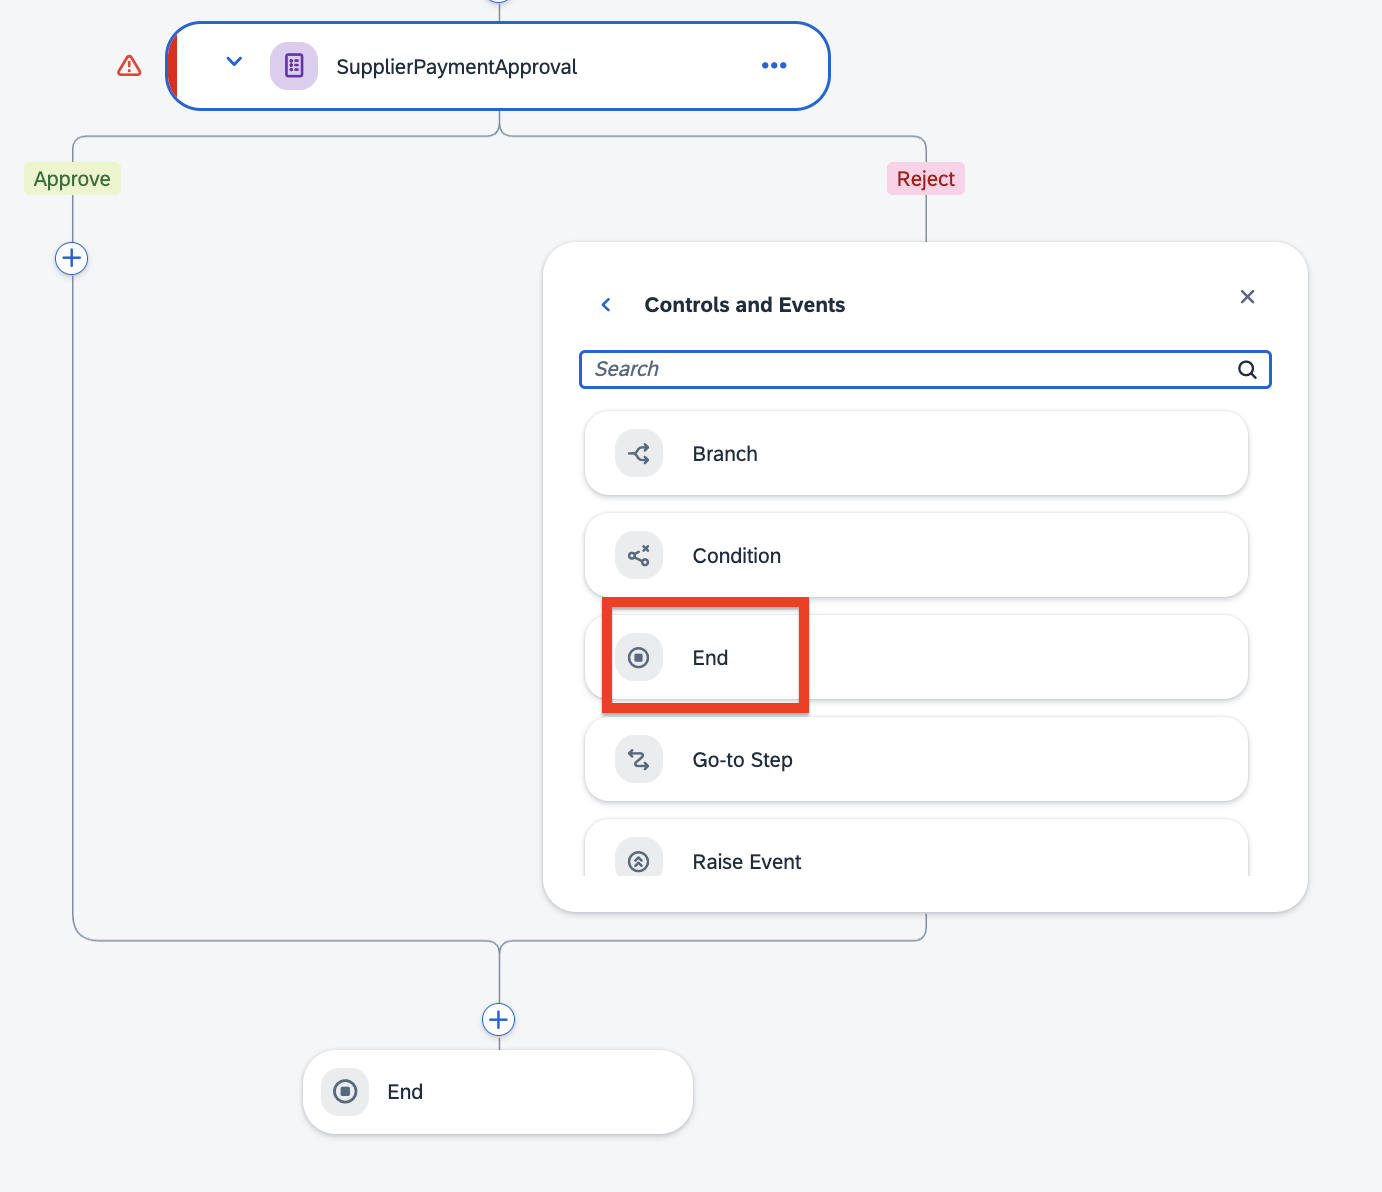 SupplierPaymentApproval
Approve
Reject
Controls and Events
Search
Branch
Condition
End
Go-to Step
Raise Event
End